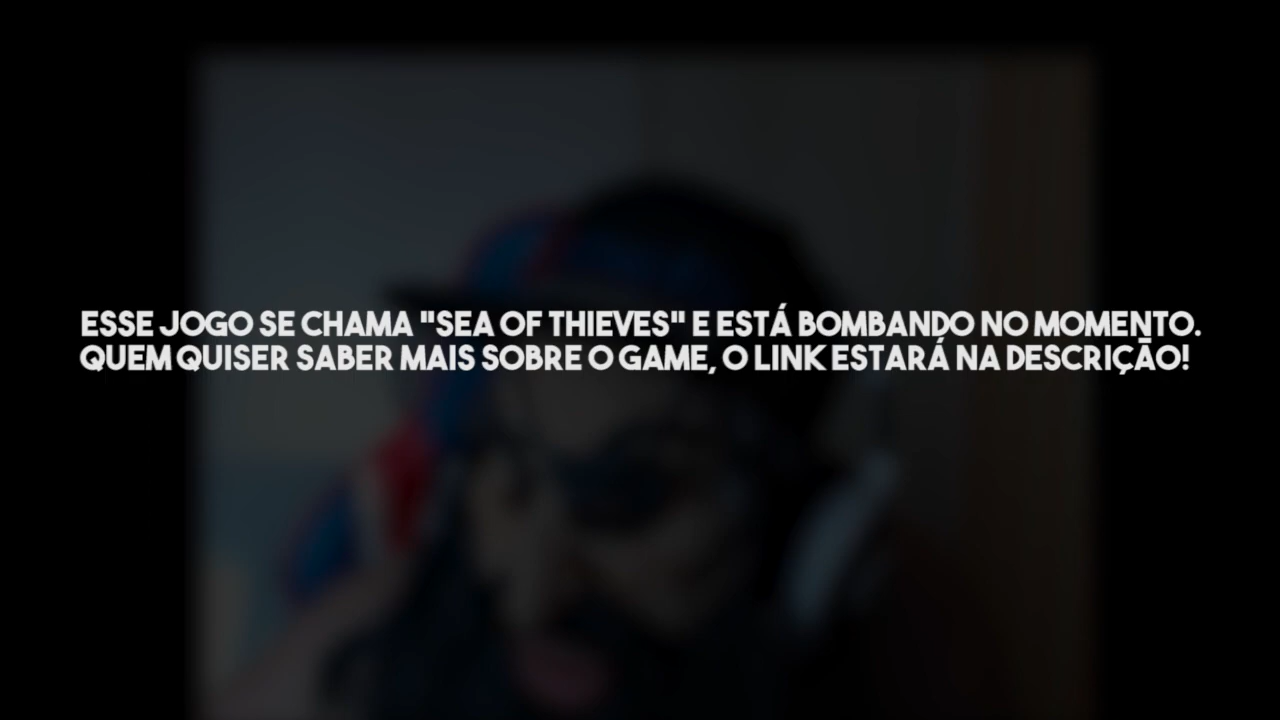 ESSE JOGO SE CHAMA "SEA OF THIEVES" E ESTÁ BOMBANDO NO MOMENTO.
QUEM QUISER SABER MAIS SOBRE O GAME, O LINK ESTARÁ NA DESCRIÇÃO!